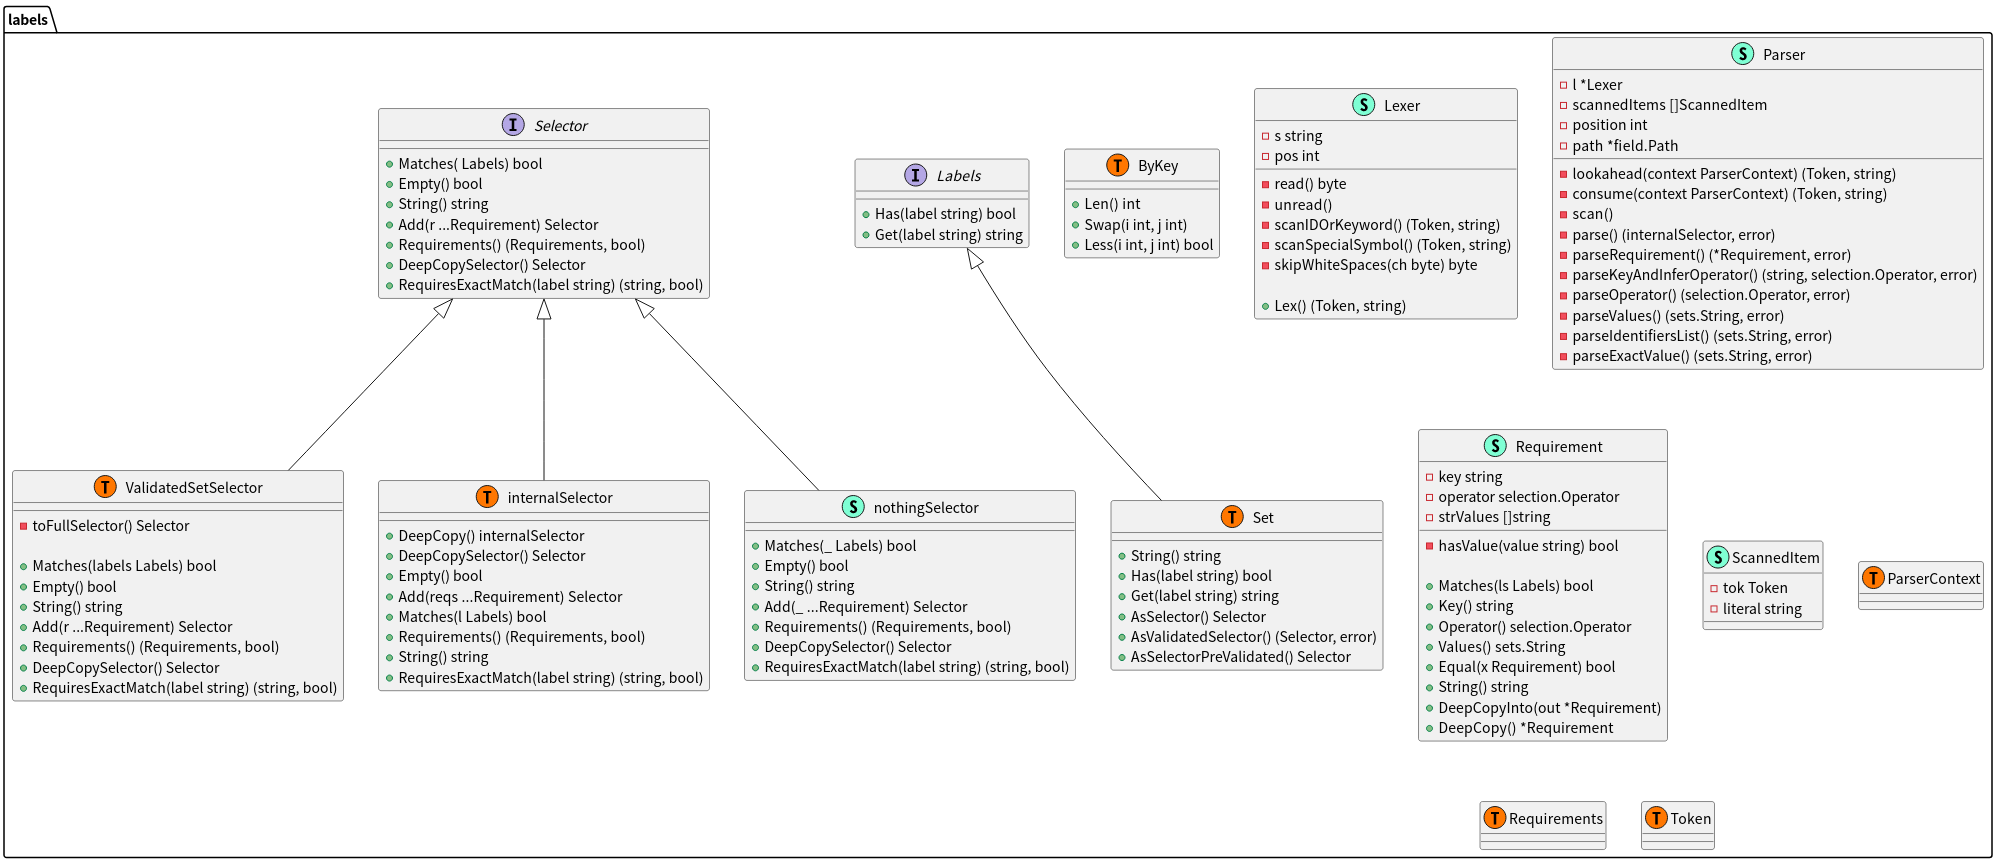 labels
I Selector
Matches( Labels) bool
Empty() bool
String() string
Add(r ...Requirement) Selector
Requirements() (Requirements, bool)
DeepCopySelector() Selector
RequiresExactMatch(label string) (string, bool)
I Labels
Has(label string) bool
Get(label string) string
T ByKey
Len() int
Swap(i int, j int)
Less(i int, j int) bool
S Lexer
s string
pos int
read() byte
unread()
scanIDOrKeyword() (Token, string)
scanSpecialSymbol() (Token, string)
skipWhiteSpaces(ch byte) byte
Lex() (Token, string)
S Parser
l *Lexer
scannedItems []ScannedItem
position int
path *field.Path
lookahead(context ParserContext) (Token, string)
consume(context ParserContext) (Token, string)
scan()
parse() (internalSelector, error)
parseRequirement() (*Requirement, error)
parseKeyAndInferOperator() (string, selection.Operator, error)
parseOperator() (selection.Operator, error)
parseValues() (sets.String, error)
parseIdentifiersList() (sets.String, error)
parseExactValue() (sets.String, error)
T ValidatedSetSelector
toFullSelector() Selector
Matches(labels Labels) bool
Empty() bool
String() string
Add(r ...Requirement) Selector
Requirements() (Requirements, bool)
DeepCopySelector() Selector
RequiresExactMatch(label string) (string, bool)
T internalSelector
DeepCopy() internalSelector
DeepCopySelector() Selector
Empty() bool
Add(reqs ...Requirement) Selector
Matches(l Labels) bool
Requirements() (Requirements, bool)
String() string
RequiresExactMatch(label string) (string, bool)
S nothingSelector
Matches(_ Labels) bool
Empty() bool
String() string
Add(_ ...Requirement) Selector
Requirements() (Requirements, bool)
DeepCopySelector() Selector
RequiresExactMatch(label string) (string, bool)
T Set
String() string
Has(label string) bool
Get(label string) string
AsSelector() Selector
AsValidatedSelector() (Selector, error)
AsSelectorPreValidated() Selector
S Requirement
key string
operator selection.Operator
strValues []string
hasValue(value string) bool
Matches(ls Labels) bool
Key() string
Operator() selection.Operator
Values() sets.String
Equal(x Requirement) bool
String() string
DeepCopyInto(out *Requirement)
DeepCopy() *Requirement
S ScannedItem
tok Token
literal string
T ParserContext
T Requirements
T Token